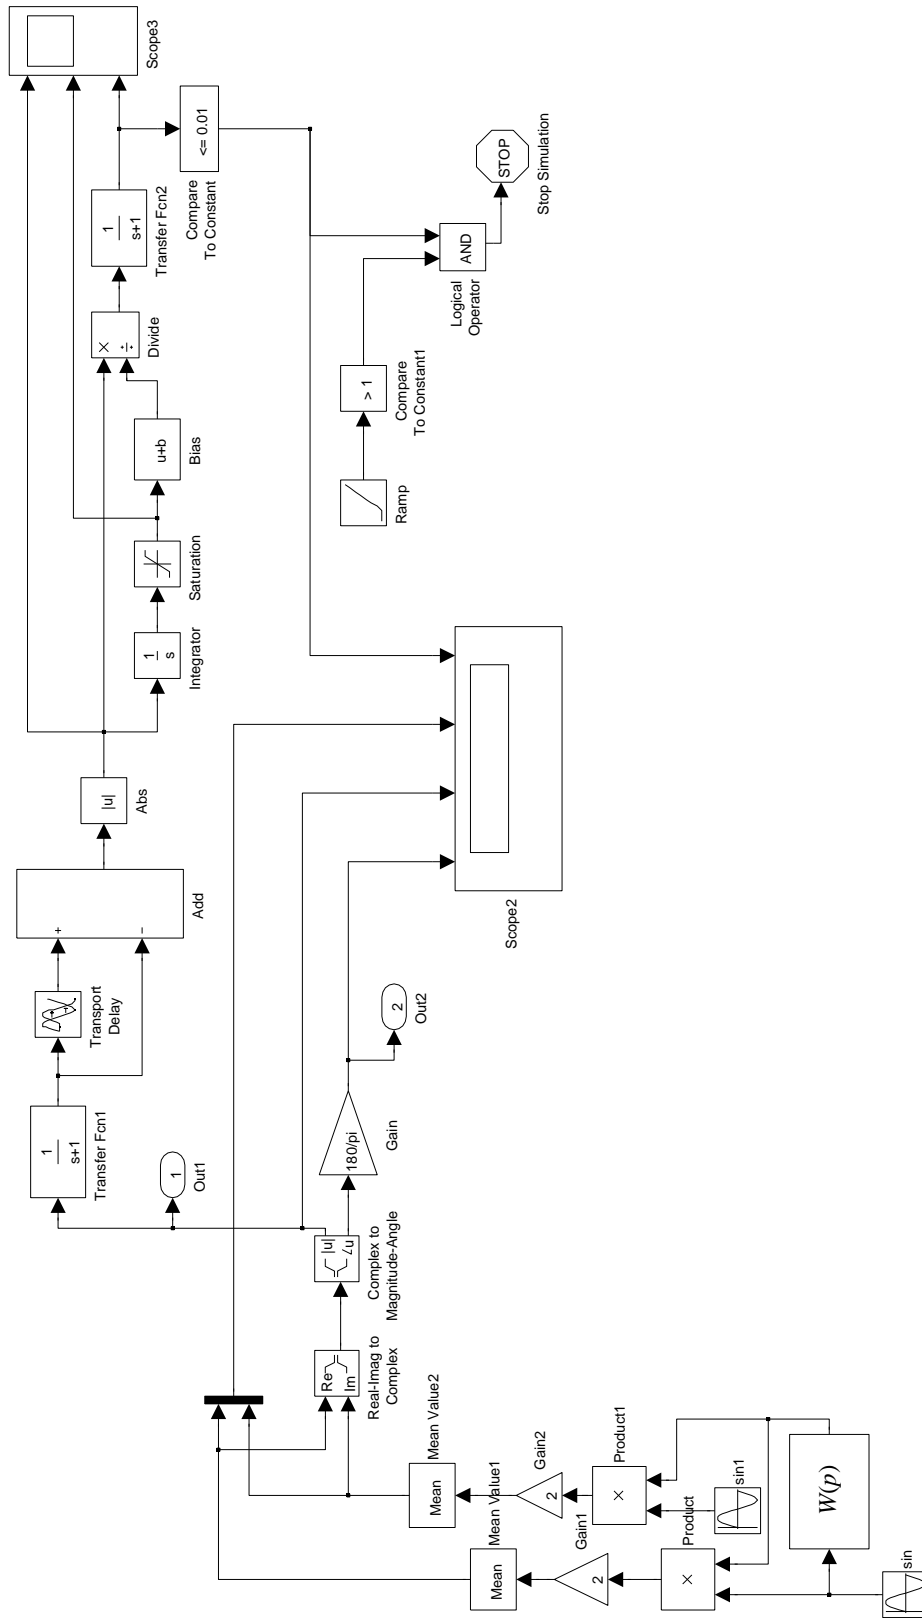 Scope3
Add
+
−
Transport
Delay
1
s+1
Transfer Fcn1
|u|
Abs
1
s
Integrator
Saturation
u+b
Bias
×
÷
Divide
1
s+1
Transfer Fcn2
<= 0.01
Compare
To Constant
1
Out1
Re
Im
Real-Imag to
Complex
|u|
∠u
Complex to
Magnitude-Angle
180/pi
Gain
2
Out2
Ramp
> 1
Compare
To Constant1
AND
Logical
Operator
STOP
Stop Simulation
Scope2
Mean
Mean Value2
Mean
Mean Value1
2
Gain2
2
Gain1
×
Product1
×
Product
sin1
W(p)
sin